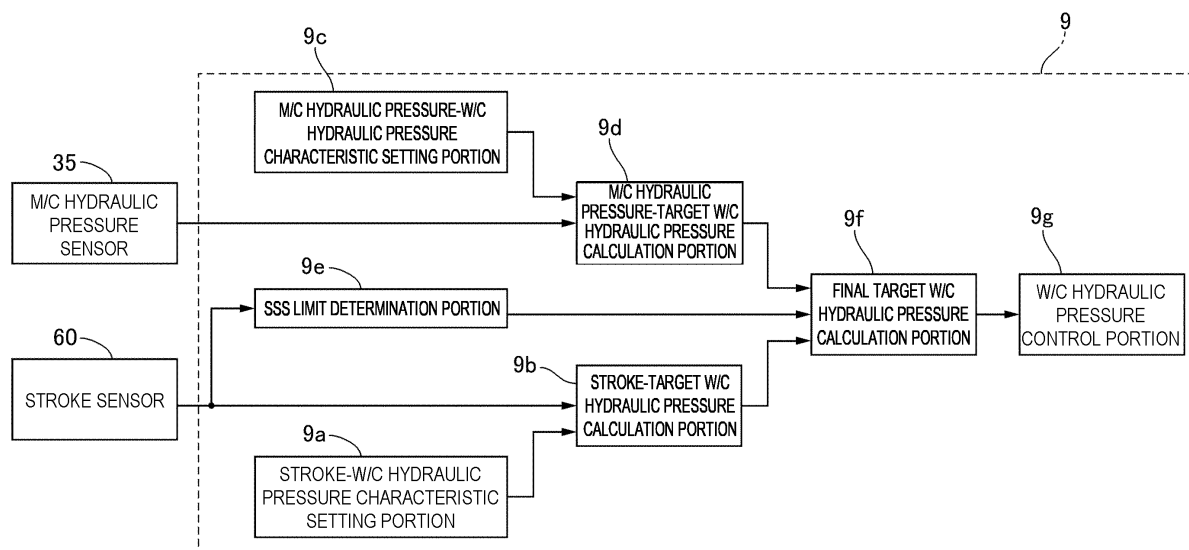 9
9c
M/C HYDRAULIC PRESSURE-W/C
HYDRAULIC PRESSURE
CHARACTERISTIC SETTING PORTION
9d
M/C HYDRAULIC
PRESSURE-TARGET W/C
HYDRAULIC PRESSURE
CALCULATION PORTION
35
M/C HYDRAULIC
PRESSURE
SENSOR
9e
SSS LIMIT DETERMINATION PORTION
9f
FINAL TARGET W/C
HYDRAULIC PRESSURE
CALCULATION PORTION
9g
W/C HYDRAULIC
PRESSURE
CONTROL PORTION
60
STROKE SENSOR
9b
STROKE-TARGET W/C
HYDRAULIC PRESSURE
CALCULATION PORTION
9a
STROKE-W/C HYDRAULIC
PRESSURE CHARACTERISTIC
SETTING PORTION